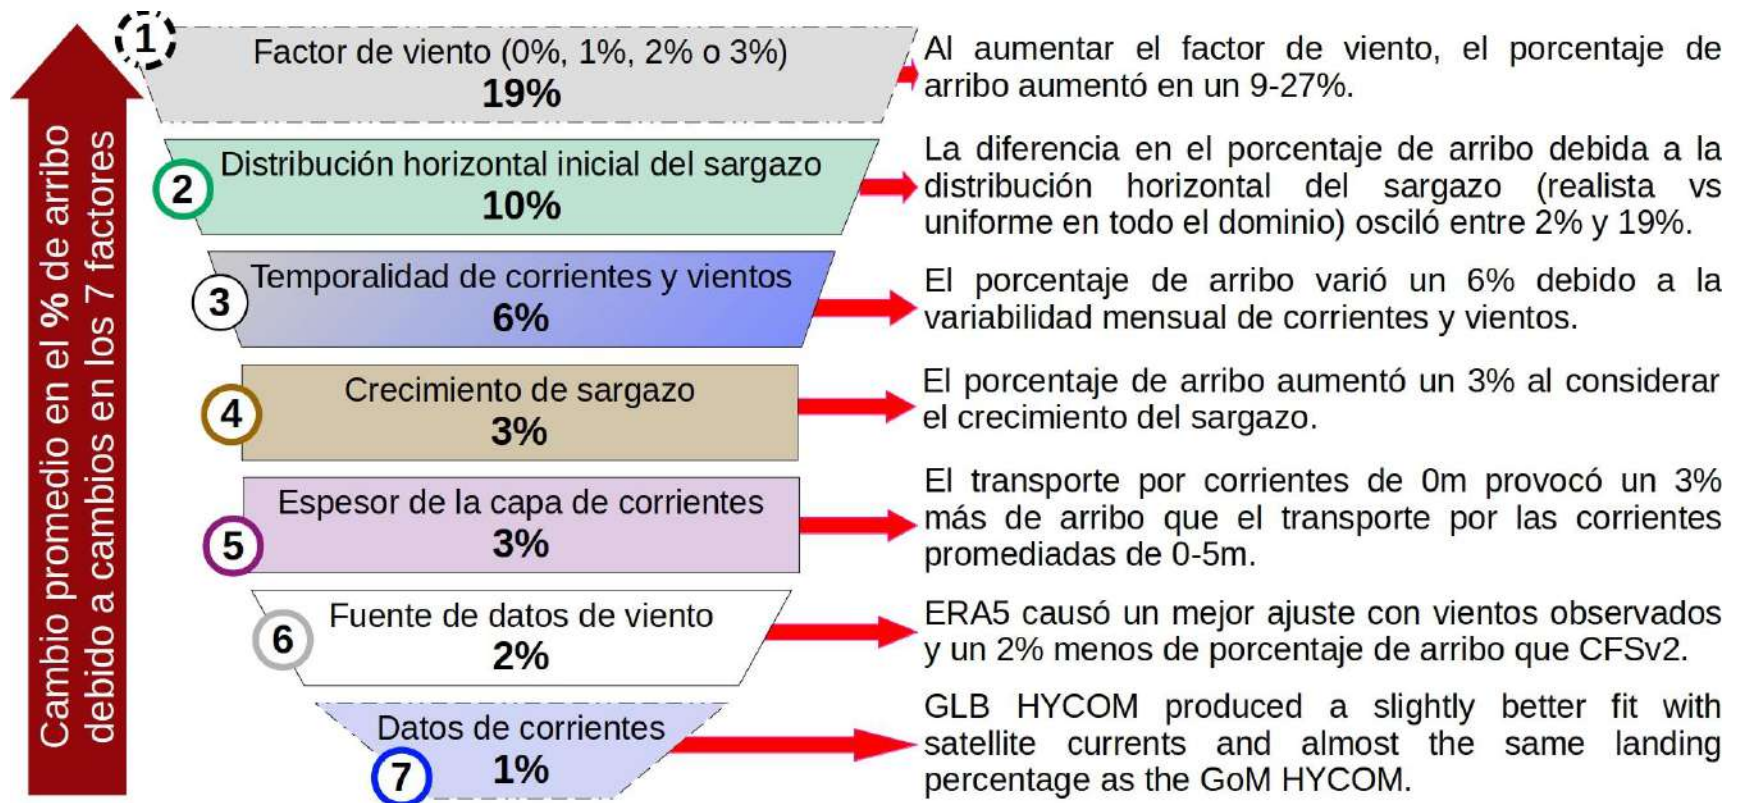 Cambio promedio en el % de arribo
debido a cambios en los 7 factores
1
Factor de viento (0%, 1%, 2% o 3%)
19%
Al aumentar el factor de viento, el porcentaje de
arribo aumentó en un 9-27%.
2
Distribución horizontal inicial del sargazo
10%
La diferencia en el porcentaje de arribo debida a la
distribución horizontal del sargazo (realista vs
uniforme en todo el dominio) osciló entre 2% y 19%.
3
Temporalidad de corrientes y vientos
6%
El porcentaje de arribo varió un 6% debido a la
variabilidad mensual de corrientes y vientos.
4
Crecimiento de sargazo
3%
El porcentaje de arribo aumentó un 3% al considerar
el crecimiento del sargazo.
5
Espesor de la capa de corrientes
3%
El transporte por corrientes de 0m provocó un 3%
más de arribo que el transporte por las corrientes
promediadas de 0-5m.
6
Fuente de datos de viento
2%
ERA5 causó un mejor ajuste con vientos observados
y un 2% menos de porcentaje de arribo que CFSv2.
7
Datos de corrientes
1%
GLB HYCOM produced a slightly better fit with
satellite currents and almost the same landing
percentage as the GoM HYCOM.